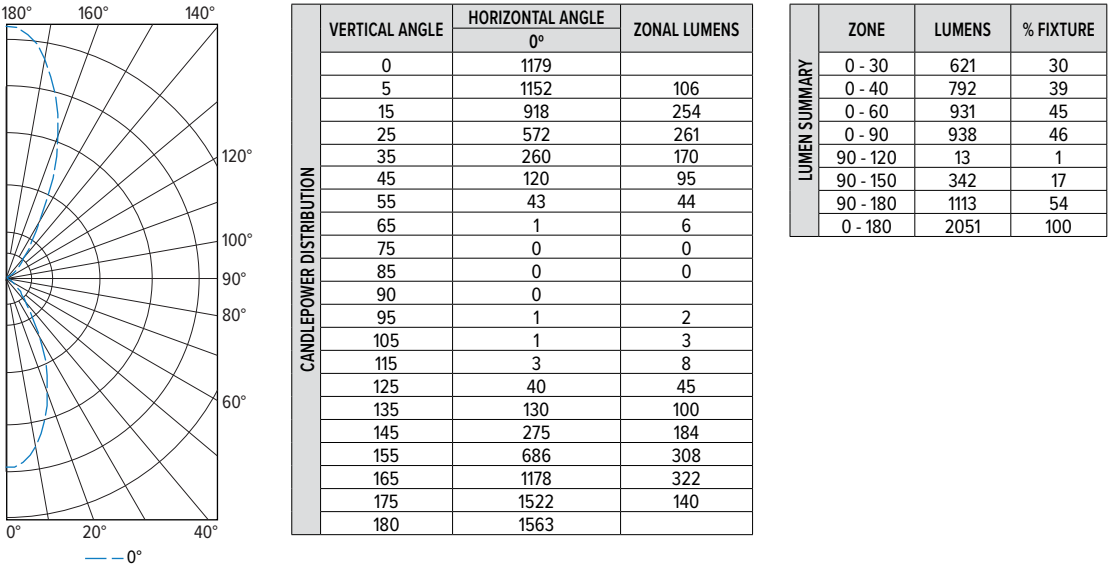 180° 160° 140°
120°
100°
90°
80°
60°
0° 20° 40°
0°
CANDLEPOWER DISTRIBUTION
VERTICAL ANGLE HORIZONTAL ANGLE ZONAL LUMENS
0°
0 1179
5 1152 106
15 918 254
25 572 261
35 260 170
45 120 95
55 43 44
65 1 6
75 0 0
85 0 0
90 0
95 1 2
105 1 3
115 3 8
125 40 45
135 130 100
145 275 184
155 686 308
165 1178 322
175 1522 140
180 1563
LUMEN SUMMARY
ZONE LUMENS % FIXTURE
0 - 30 621 30
0 - 40 792 39
0 - 60 931 45
0 - 90 938 46
90 - 120 13 1
90 - 150 342 17
90 - 180 1113 54
0 - 180 2051 100